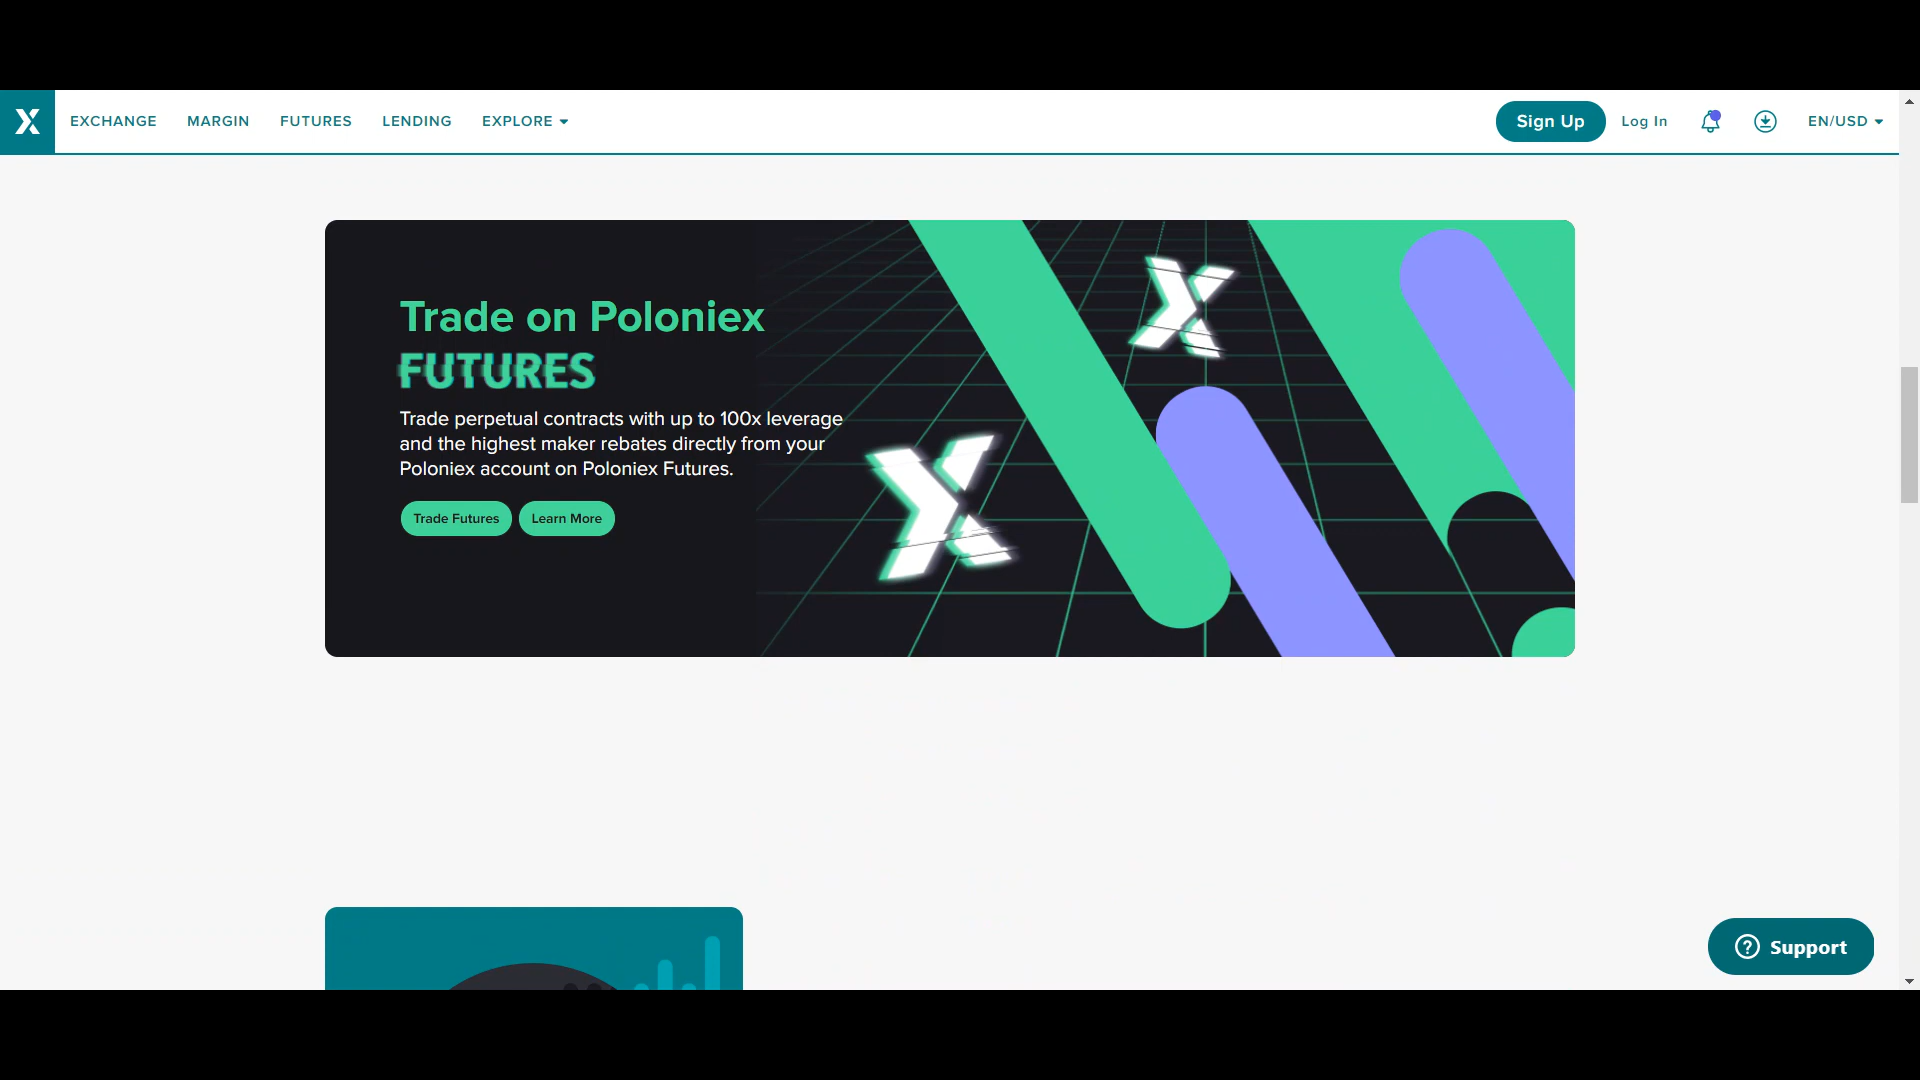 EXCHANGE MARGIN FUTURES LENDING EXPLORE Sign Up Log In EN/USD
Trade on Poloniex
FUTURES
Trade perpetual contracts with up to 100x leverage
and the highest maker rebates directly from your
Poloniex account on Poloniex Futures.
Trade Futures Learn More
Support